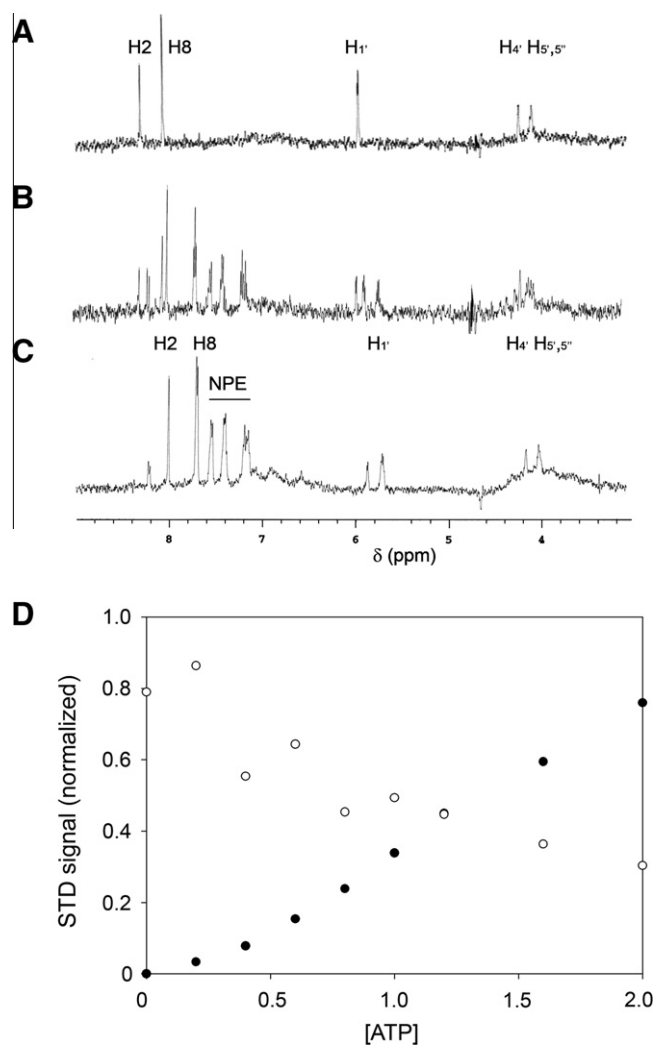 A
H2 H8 H1' H4' H5',5"
B
C
H2 H8 H1' H4' H5',5"
NPE
8 7 6 5 4
δ (ppm)
D
1.0
0.8
0.6
0.4
0.2
0
STD signal (normalized)
0 0.5 1.0 1.5 2.0
[ATP]